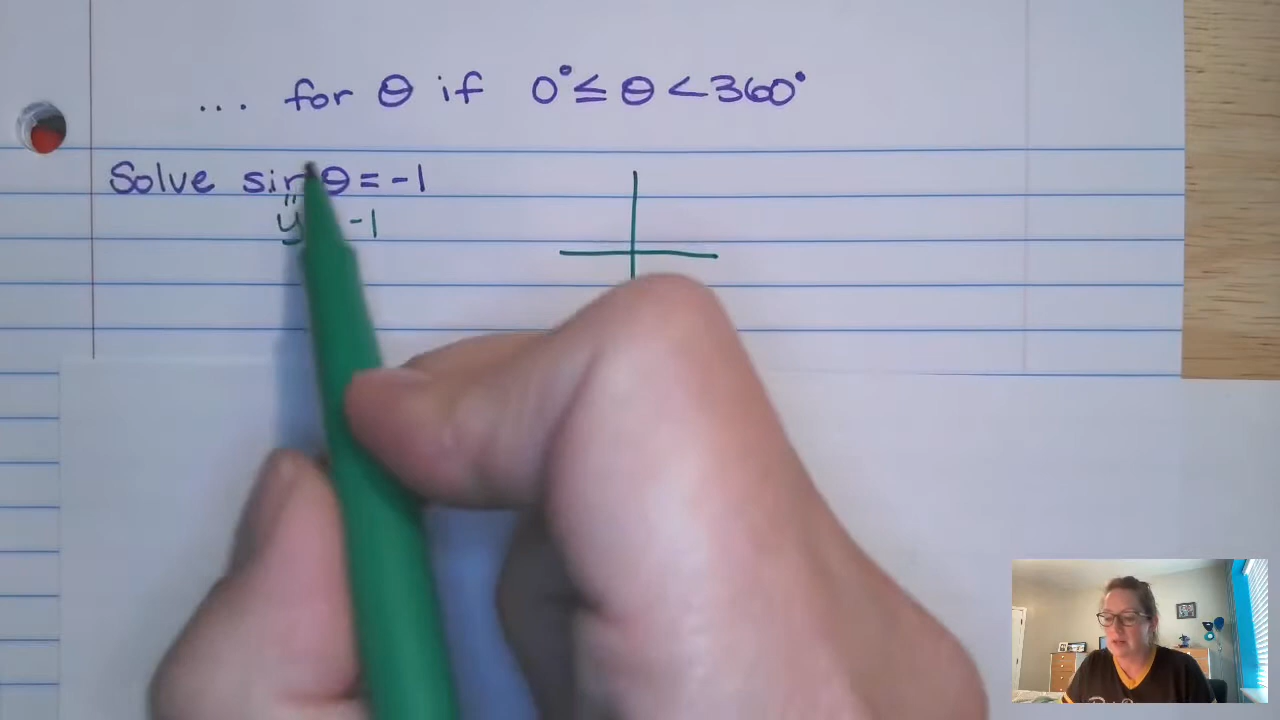 ... for θ if 0° ≤ θ < 360°
Solve sin θ = -1
y -1